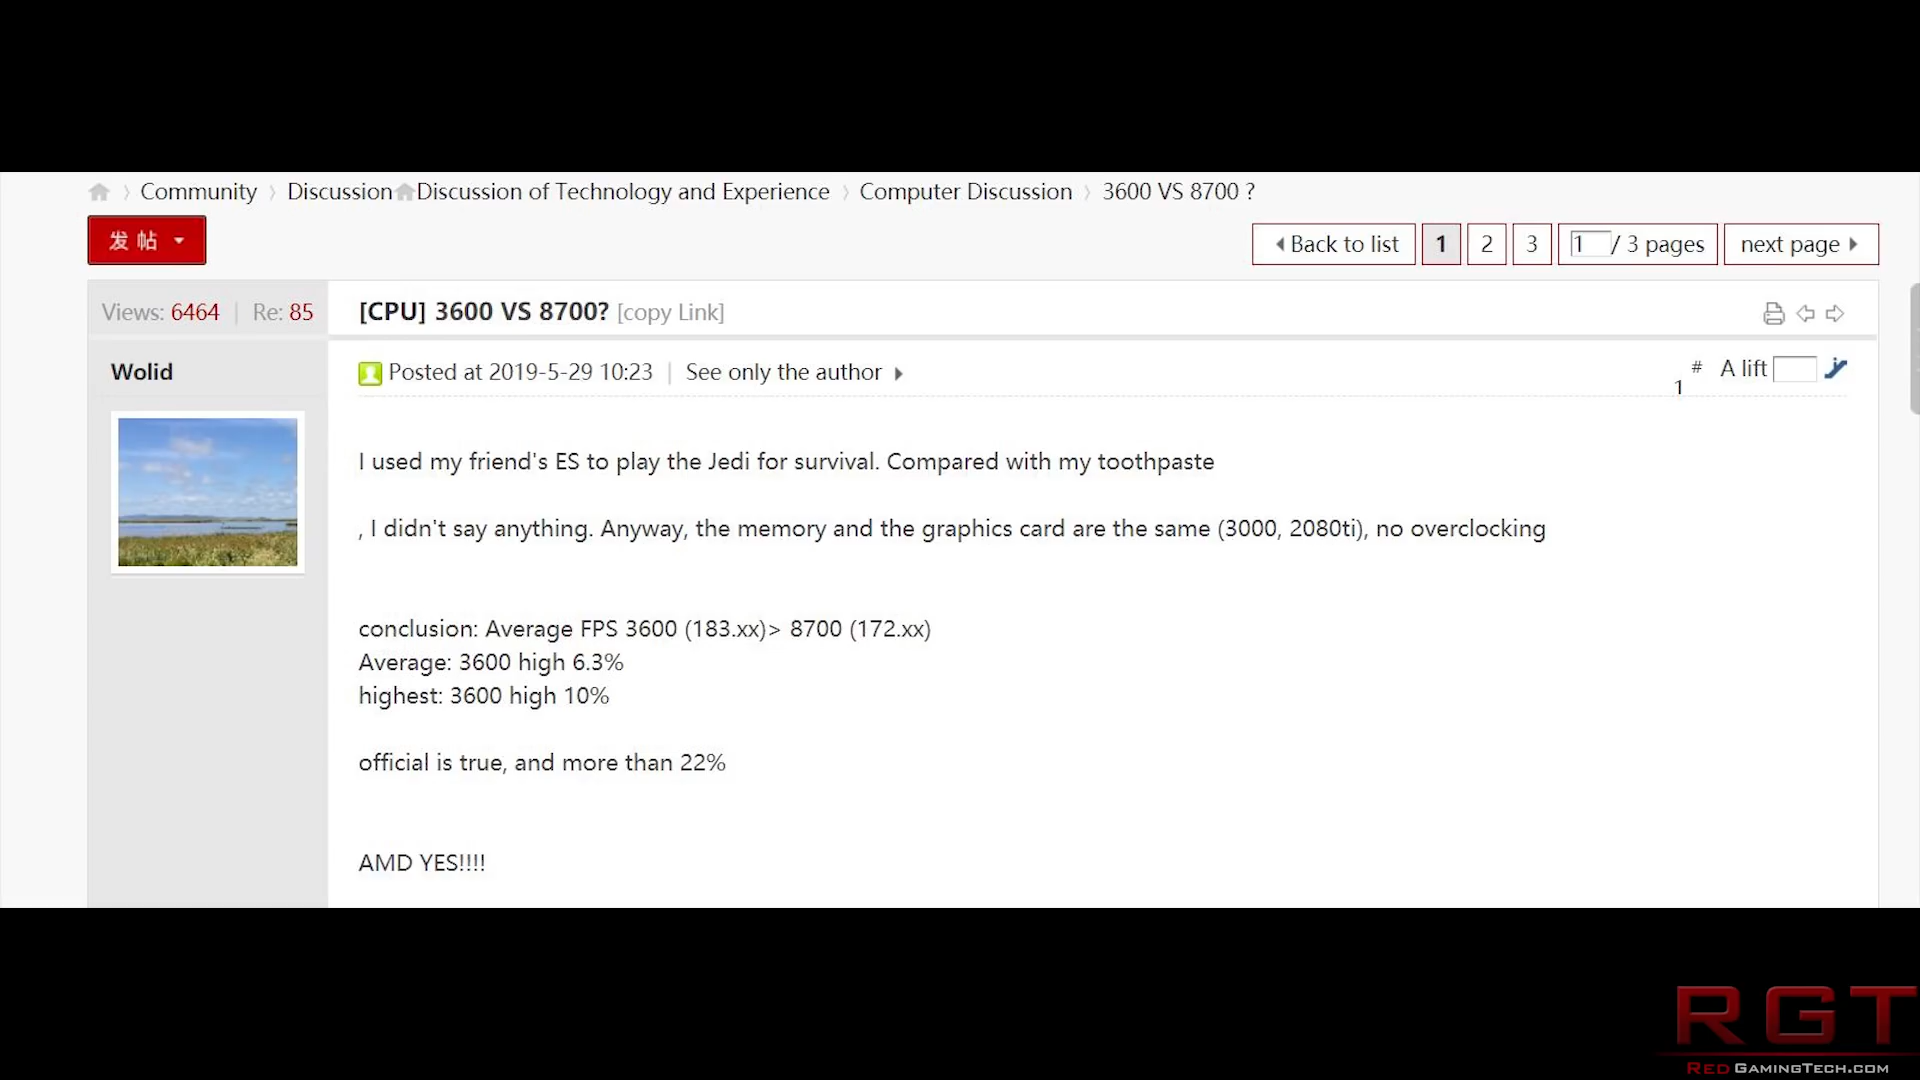 Community Discussion Discussion of Technology and Experience Computer Discussion 3600 VS 8700 ?
发 帖
Back to list 1 2 3 1 / 3 pages next page
Views: 6464 | Re: 85
[CPU] 3600 VS 8700? [copy Link]
Wolid
Posted at 2019-5-29 10:23 | See only the author
1 # A lift
I used my friend's ES to play the Jedi for survival. Compared with my toothpaste
, I didn't say anything. Anyway, the memory and the graphics card are the same (3000, 2080ti), no overclocking
conclusion: Average FPS 3600 (183.xx)> 8700 (172.xx)
Average: 3600 high 6.3%
highest: 3600 high 10%
official is true, and more than 22%
AMD YES!!!!
RGT
RedGamingTech.com